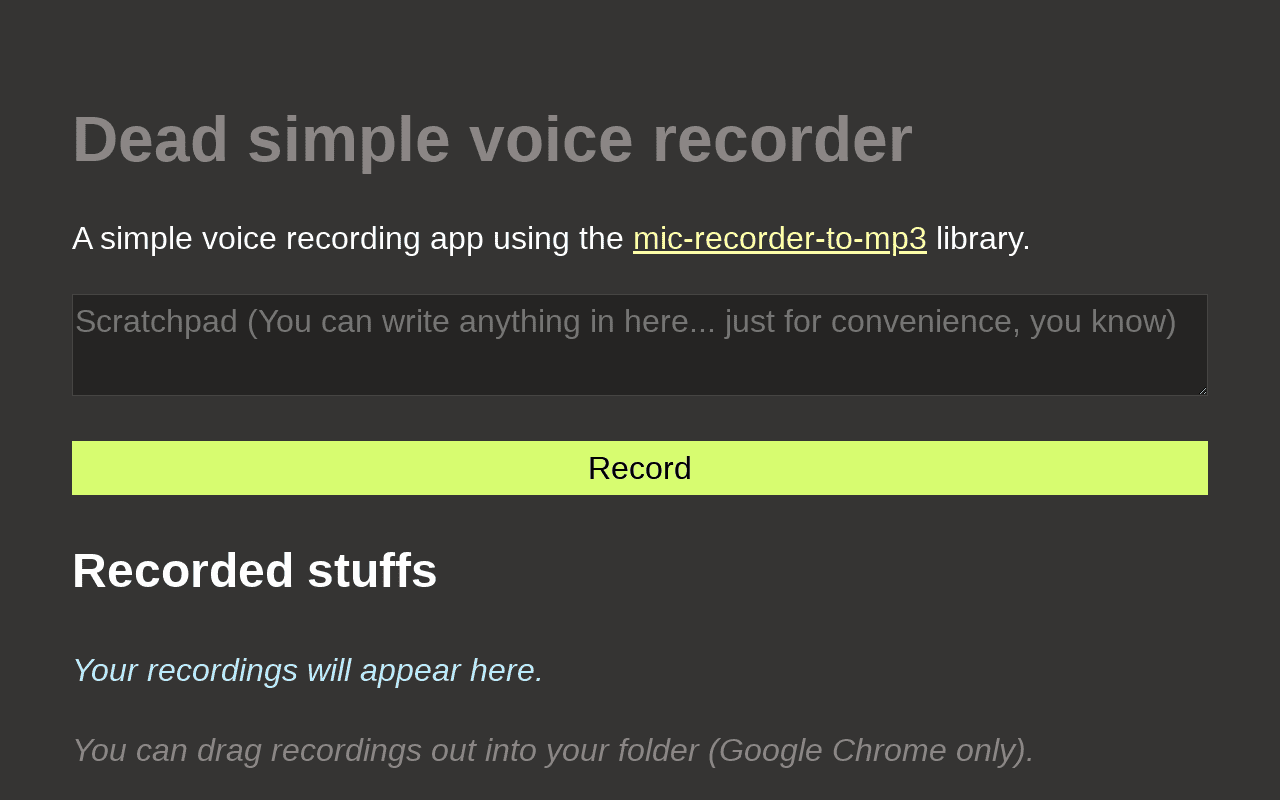 Dead simple voice recorder
A simple voice recording app using the mic-recorder-to-mp3 library.
Scratchpad (You can write anything in here... just for convenience, you know)
Record
Recorded stuffs
Your recordings will appear here.
You can drag recordings out into your folder (Google Chrome only).